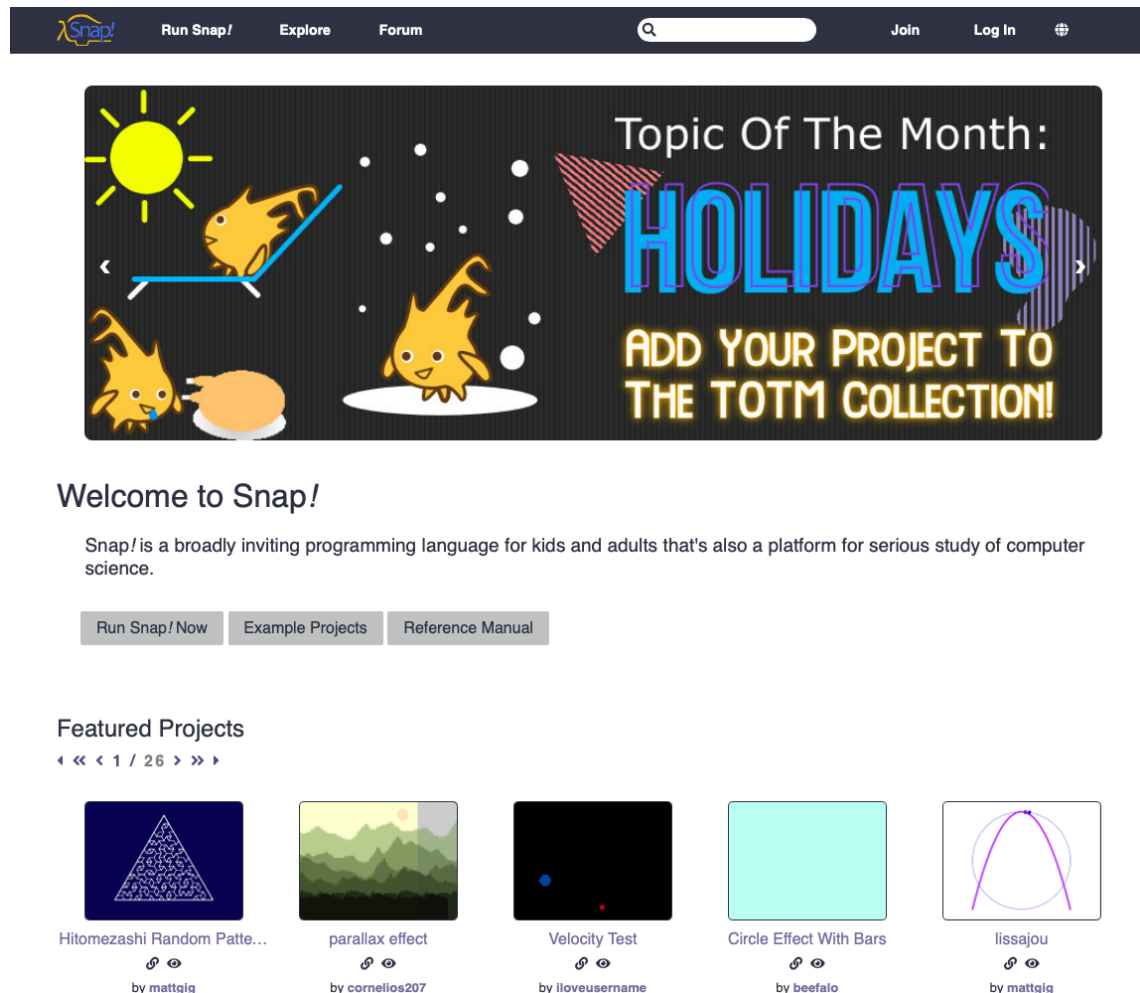 λSnap! Run Snap! Explore Forum Join Log In
Topic Of The Month:
HOLIDAYS
Add Your Project To
The TOTM Collection!
Welcome to Snap!
Snap! is a broadly inviting programming language for kids and adults that's also a platform for serious study of computer
science.
Run Snap! Now Example Projects Reference Manual
Featured Projects
1 / 26
Hitomezashi Random Patte... parallax effect Velocity Test Circle Effect With Bars lissajou
by mattgig by cornelios207 by iloveusername by beefalo by mattgig